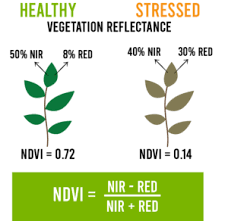 HEALTHY STRESSED
VEGETATION REFLECTANCE
50% NIR 8% RED 40% NIR 30% RED
NDVI = 0.72 NDVI = 0.14
NDVI = NIR - RED
NIR + RED